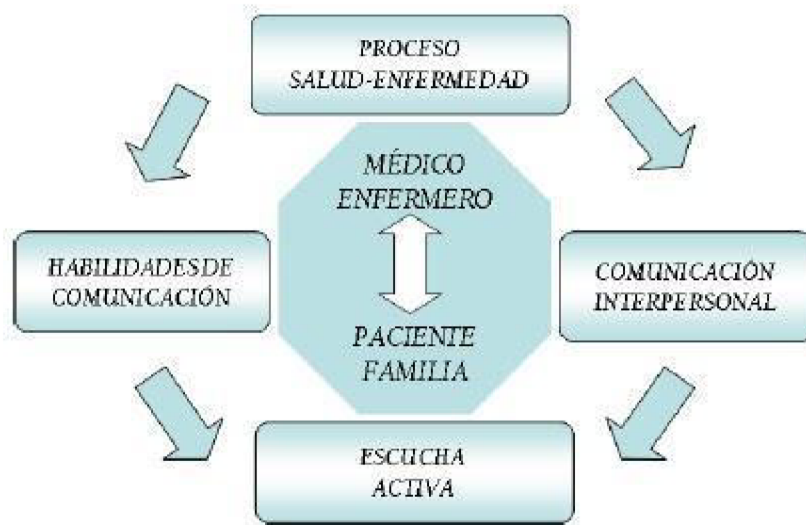 PROCESO
SALUD-ENFERMEDAD
MÉDICO
ENFERMERO
HABILIDADES DE
COMUNICACIÓN
COMUNICACIÓN
INTERPERSONAL
PACIENTE
FAMILIA
ESCUCHA
ACTIVA